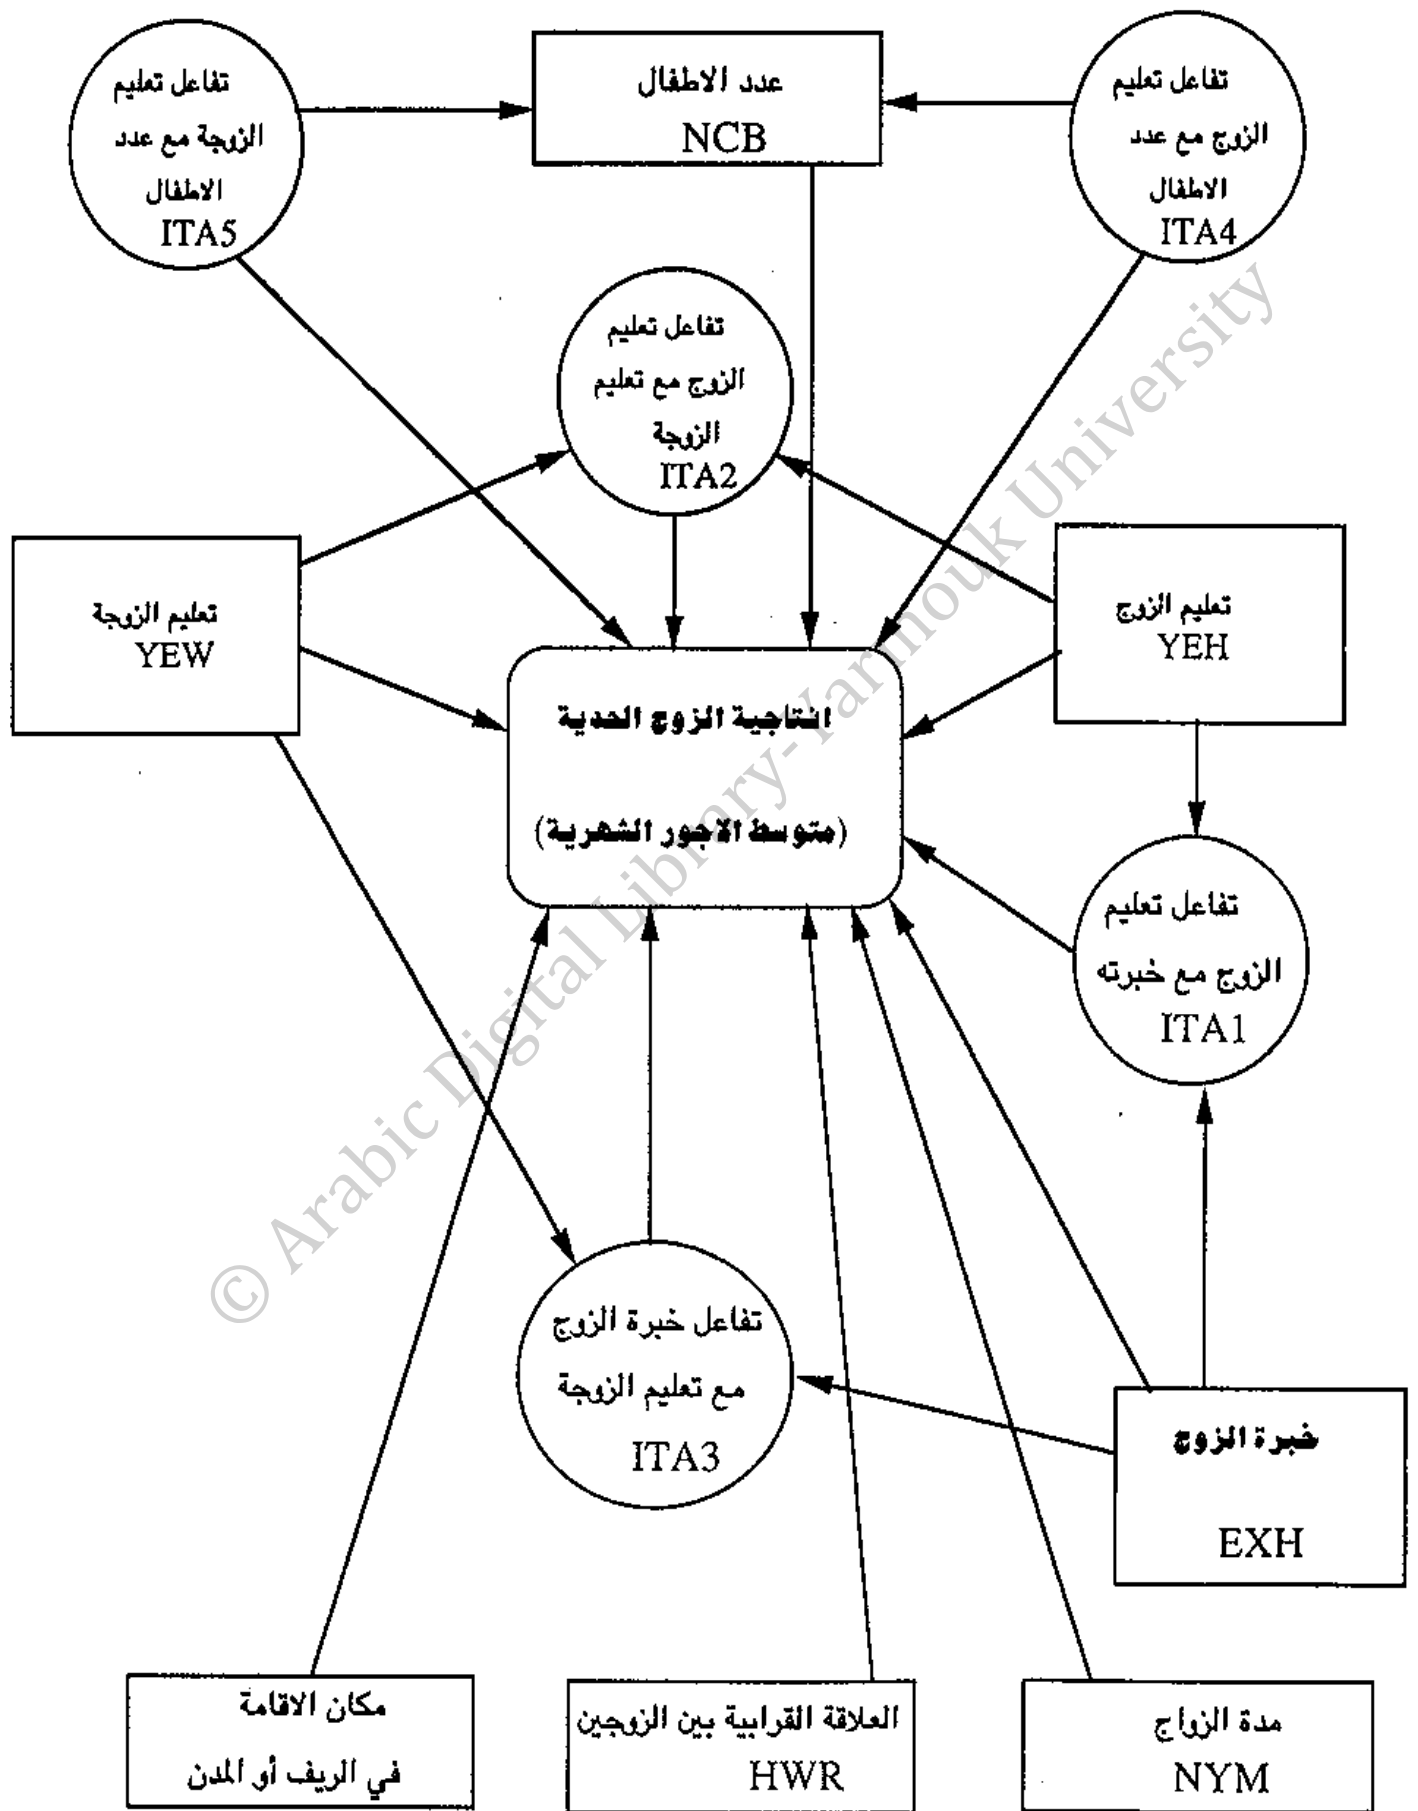 تفاعل تعليم
الزوجة مع عدد
الاطفال
ITA5
عدد الاطفال
NCB
تفاعل تعليم
الزوج مع عدد
الاطفال
ITA4
تفاعل تعليم
الزوج مع تعليم
الزوجة
ITA2
تعليم الزوجة
YEW
تعليم الزوج
YEH
انتاجية الزوج الحدية
(متوسط الاجور الشهرية)
تفاعل تعليم
الزوج مع خبرته
ITA1
تفاعل خبرة الزوج
مع تعليم الزوجة
ITA3
خبرة الزوج
EXH
مكان الاقامة
في الريف أو المدن
العلاقة القرابية بين الزوجين
HWR
مدة الزواج
NYM
© Arabic Digital Library-Yarmouk University